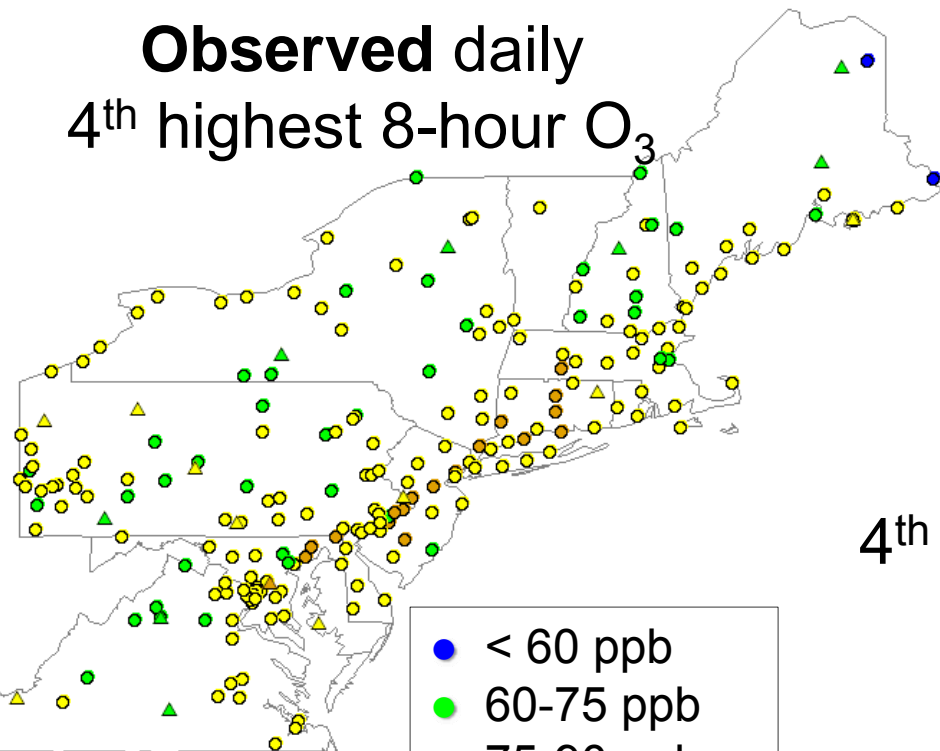 Observed daily
4th highest 8-hour O3
4th
< 60 ppb
60-75 ppb